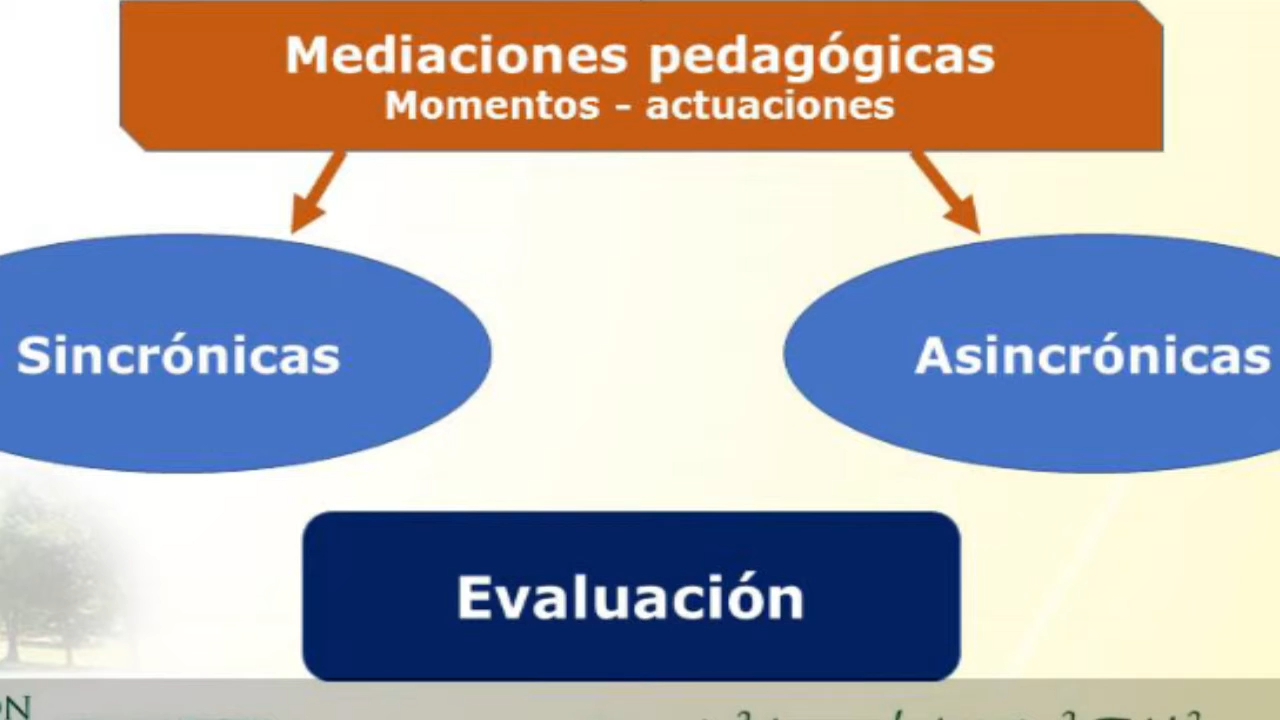 Mediaciones pedagógicas
Momentos - actuaciones
Sincrónicas
Asincrónicas
Evaluación